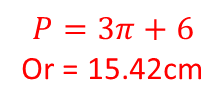 P = 3π + 6
Or = 15.42cm